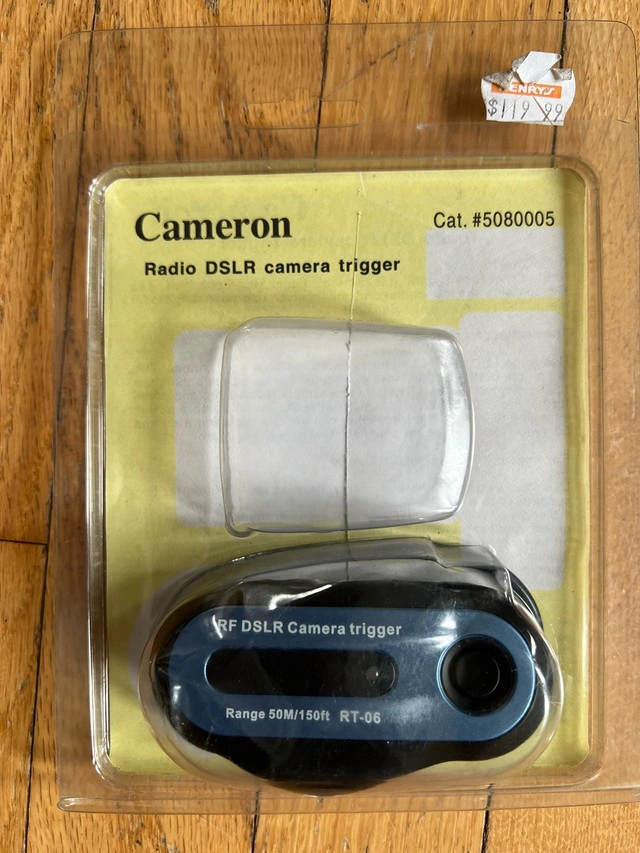 HENRY'S
$119.99
Cameron
Cat. #5080005
Radio DSLR camera trigger
RF DSLR Camera trigger
Range 50M/150ft RT-06